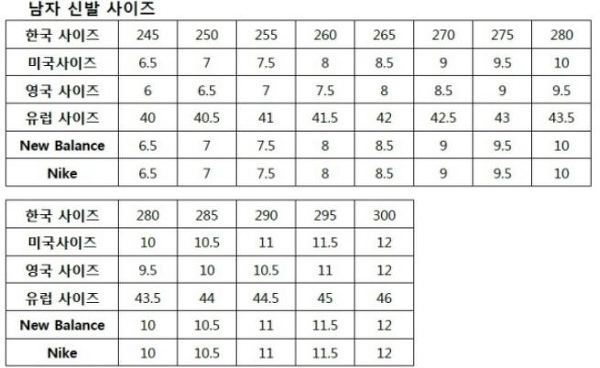 남자 신발 사이즈
한국 사이즈 245 250 255 260 265 270 275 280
미국사이즈 6.5 7 7.5 8 8.5 9 9.5 10
영국 사이즈 6 6.5 7 7.5 8 8.5 9 9.5
유럽 사이즈 40 40.5 41 41.5 42 42.5 43 43.5
New Balance 6.5 7 7.5 8 8.5 9 9.5 10
Nike 6.5 7 7.5 8 8.5 9 9.5 10
한국 사이즈 280 285 290 295 300
미국사이즈 10 10.5 11 11.5 12
영국 사이즈 9.5 10 10.5 11 12
유럽 사이즈 43.5 44 44.5 45 46
New Balance 10 10.5 11 11.5 12
Nike 10 10.5 11 11.5 12